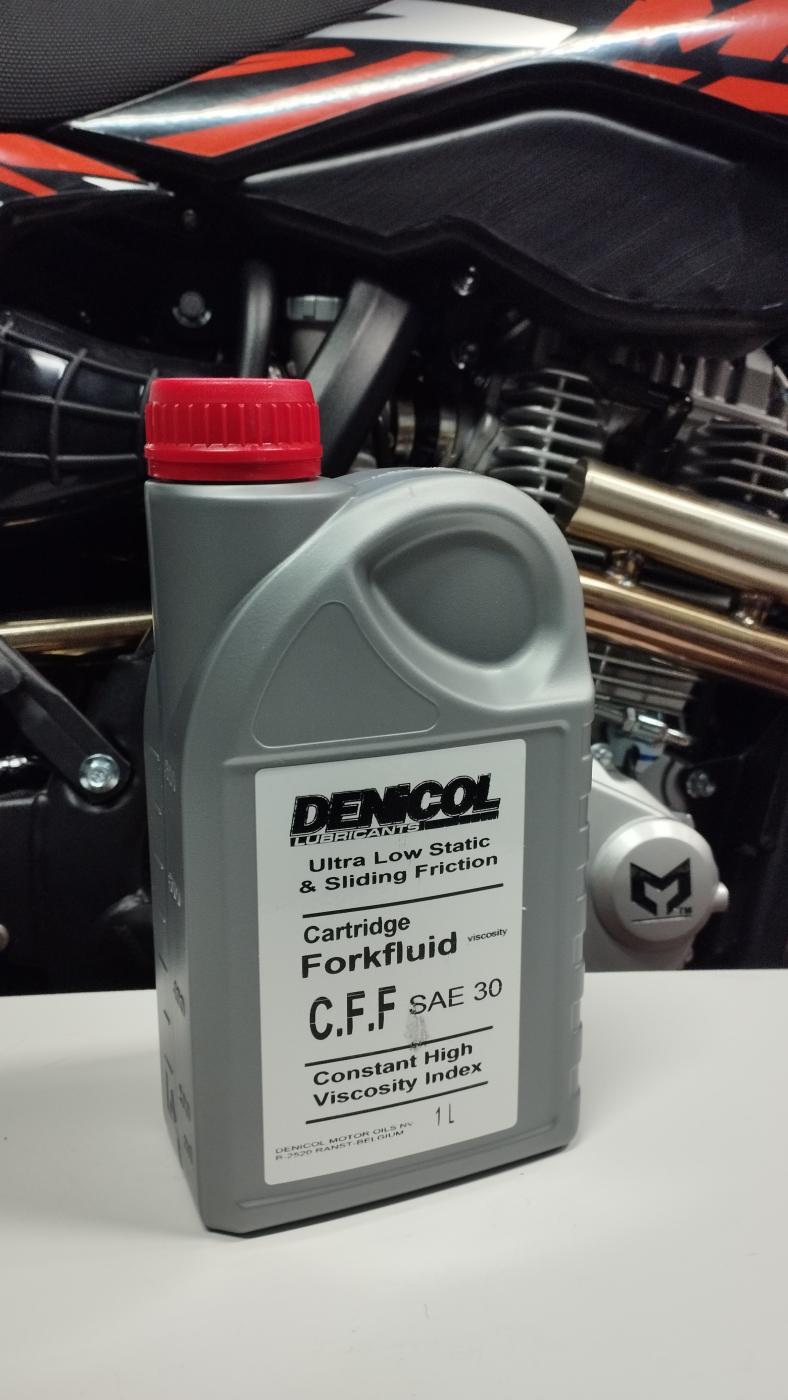 DENICOL
LUBRICANTS
Ultra Low Static
& Sliding Friction
Cartridge
Forkfluid viscosity
C.F.F SAE 30
Constant High
Viscosity Index
1 L
DENICOL MOTOR OILS NV
B-2520 RANST-BELGIUM
TM